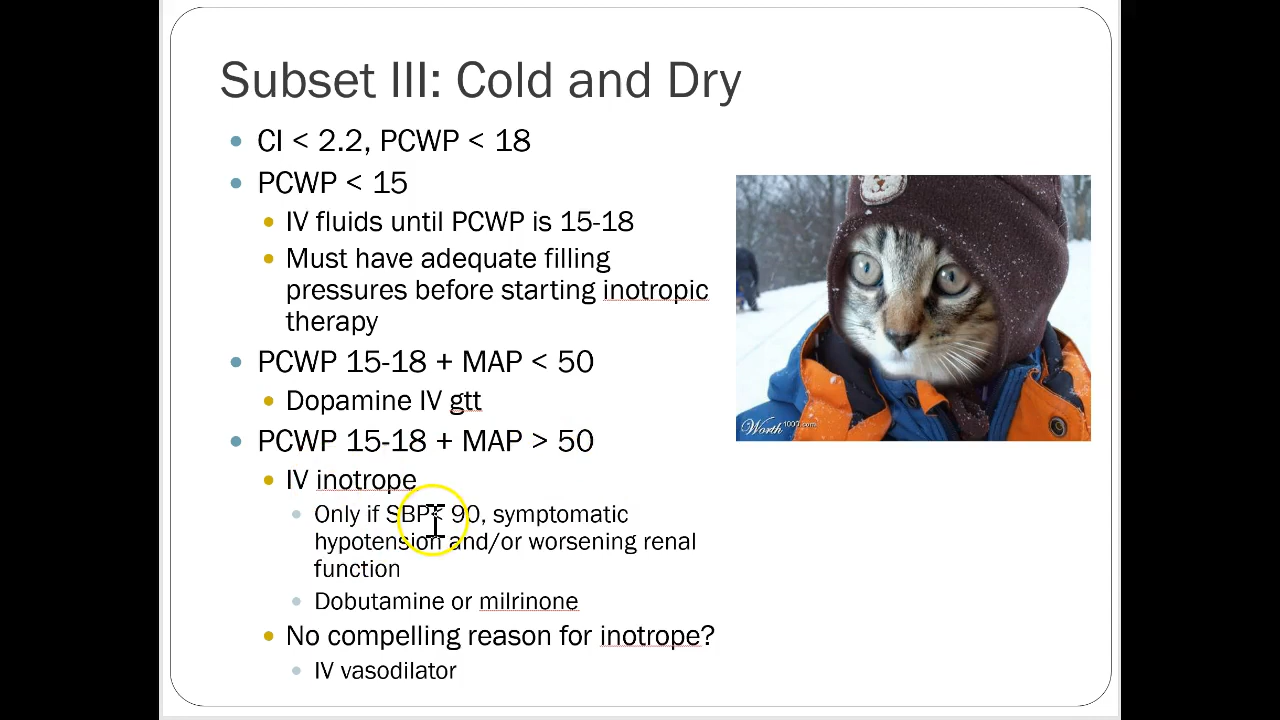 Subset III: Cold and Dry
CI < 2.2, PCWP < 18
PCWP < 15
IV fluids until PCWP is 15-18
Must have adequate filling
pressures before starting inotropic
therapy
PCWP 15-18 + MAP < 50
Dopamine IV gtt
PCWP 15-18 + MAP > 50
IV inotrope
Only if SBP< 90, symptomatic
hypotension and/or worsening renal
function
Dobutamine or milrinone
No compelling reason for inotrope?
IV vasodilator
Worth1000.com